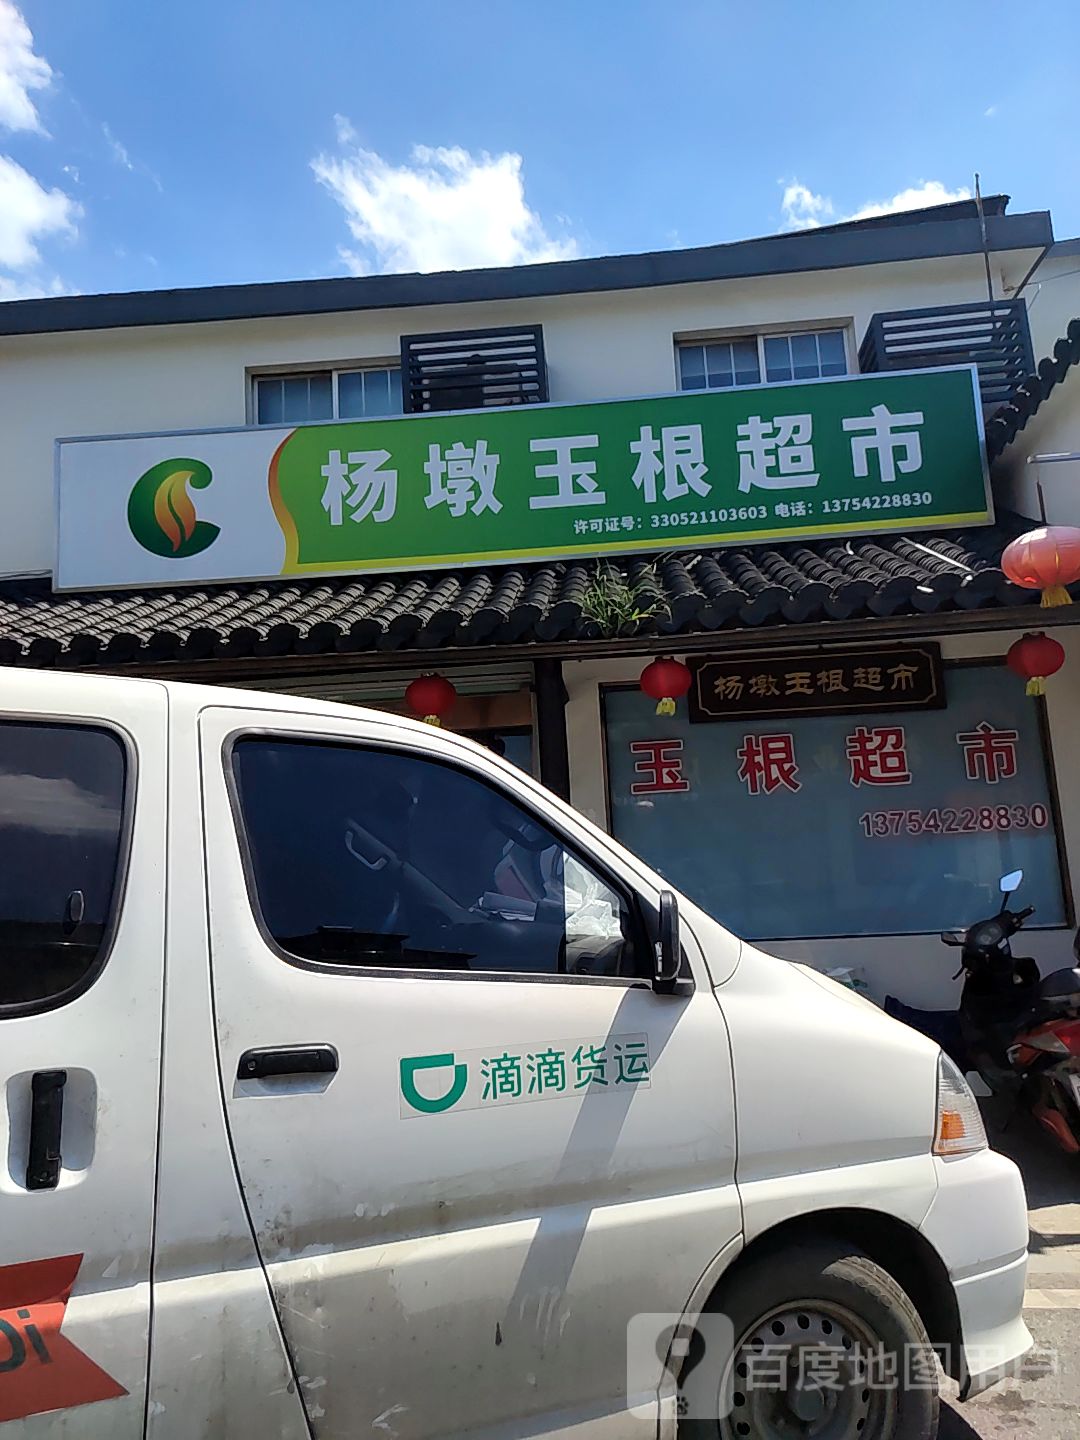 杨墩玉根超市
许可证号：330521103603 电话：13754228830
杨墩玉根超市
玉根超市
13754228830
滴滴货运
百度地图用户